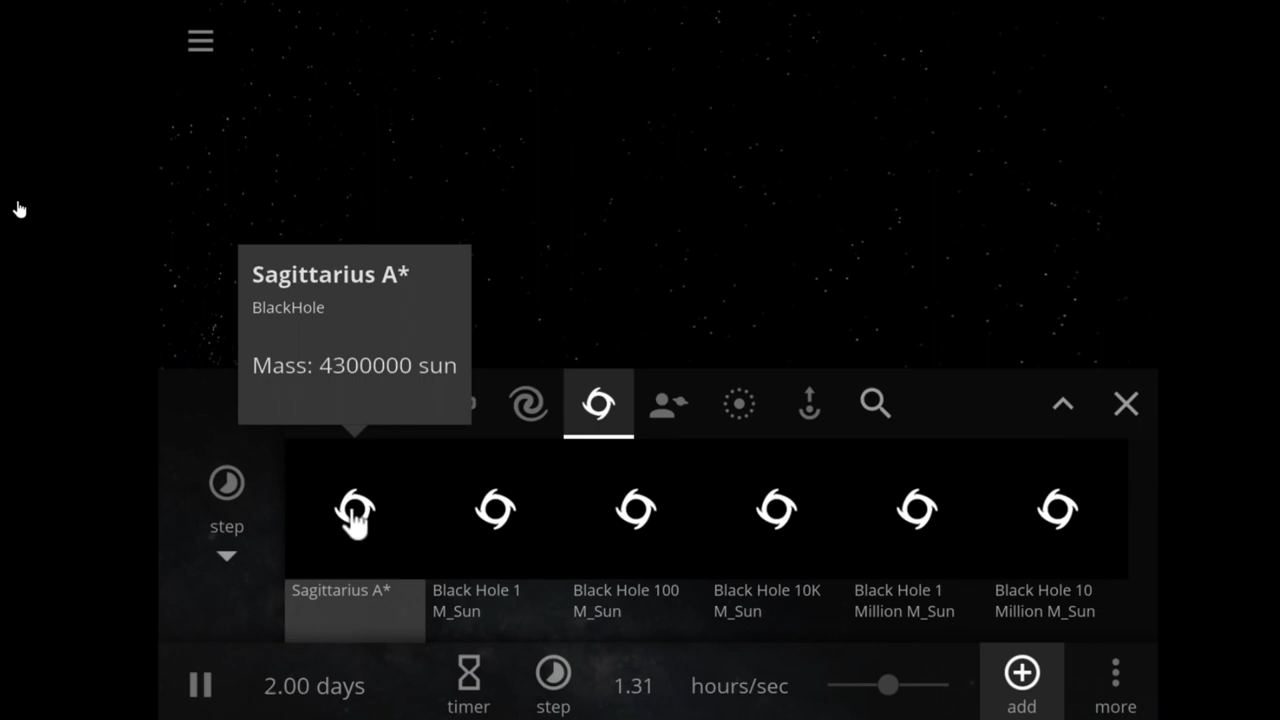 Sagittarius A*
BlackHole
Mass: 4300000 sun
step
Sagittarius A*
Black Hole 1
M_Sun
Black Hole 100
M_Sun
Black Hole 10K
M_Sun
Black Hole 1
Million M_Sun
Black Hole 10
Million M_Sun
2.00 days
timer
step
1.31
hours/sec
add
more